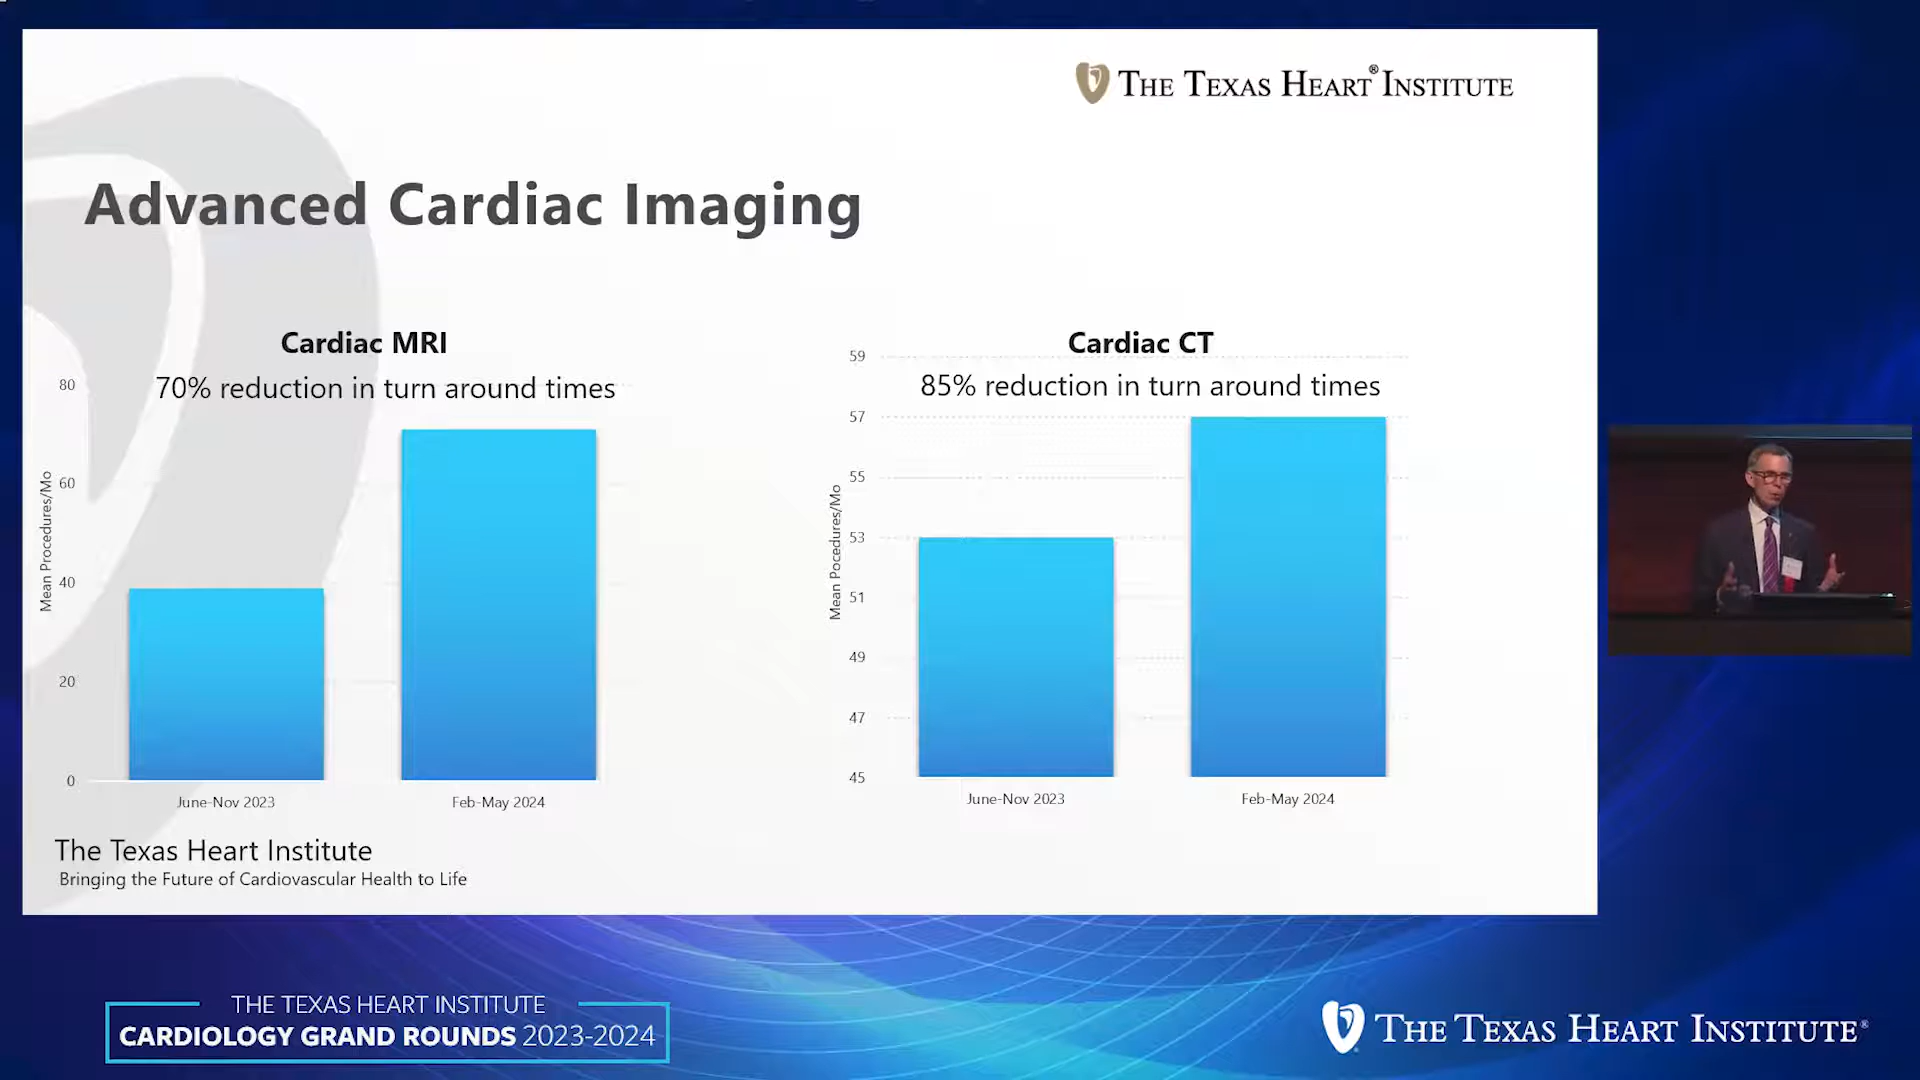 THE TEXAS HEART® INSTITUTE
Advanced Cardiac Imaging
Cardiac MRI
70% reduction in turn around times
80
60
40
20
0
Mean Procedures/Mo
June-Nov 2023
Feb-May 2024
Cardiac CT
85% reduction in turn around times
59
57
55
53
51
49
47
45
Mean Pocedures/Mo
June-Nov 2023
Feb-May 2024
The Texas Heart Institute
Bringing the Future of Cardiovascular Health to Life
THE TEXAS HEART INSTITUTE
CARDIOLOGY GRAND ROUNDS 2023-2024
THE TEXAS HEART INSTITUTE®